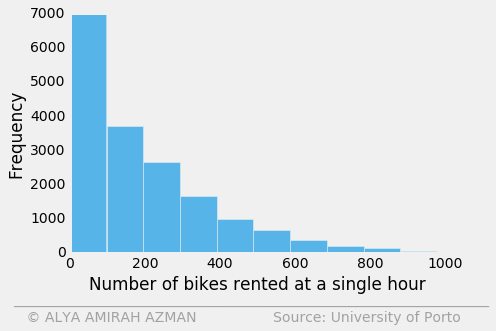 7000
6000
5000
4000
3000
2000
1000
0
Frequency
0 200 400 600 800 1000
Number of bikes rented at a single hour
© ALYA AMIRAH AZMAN Source: University of Porto